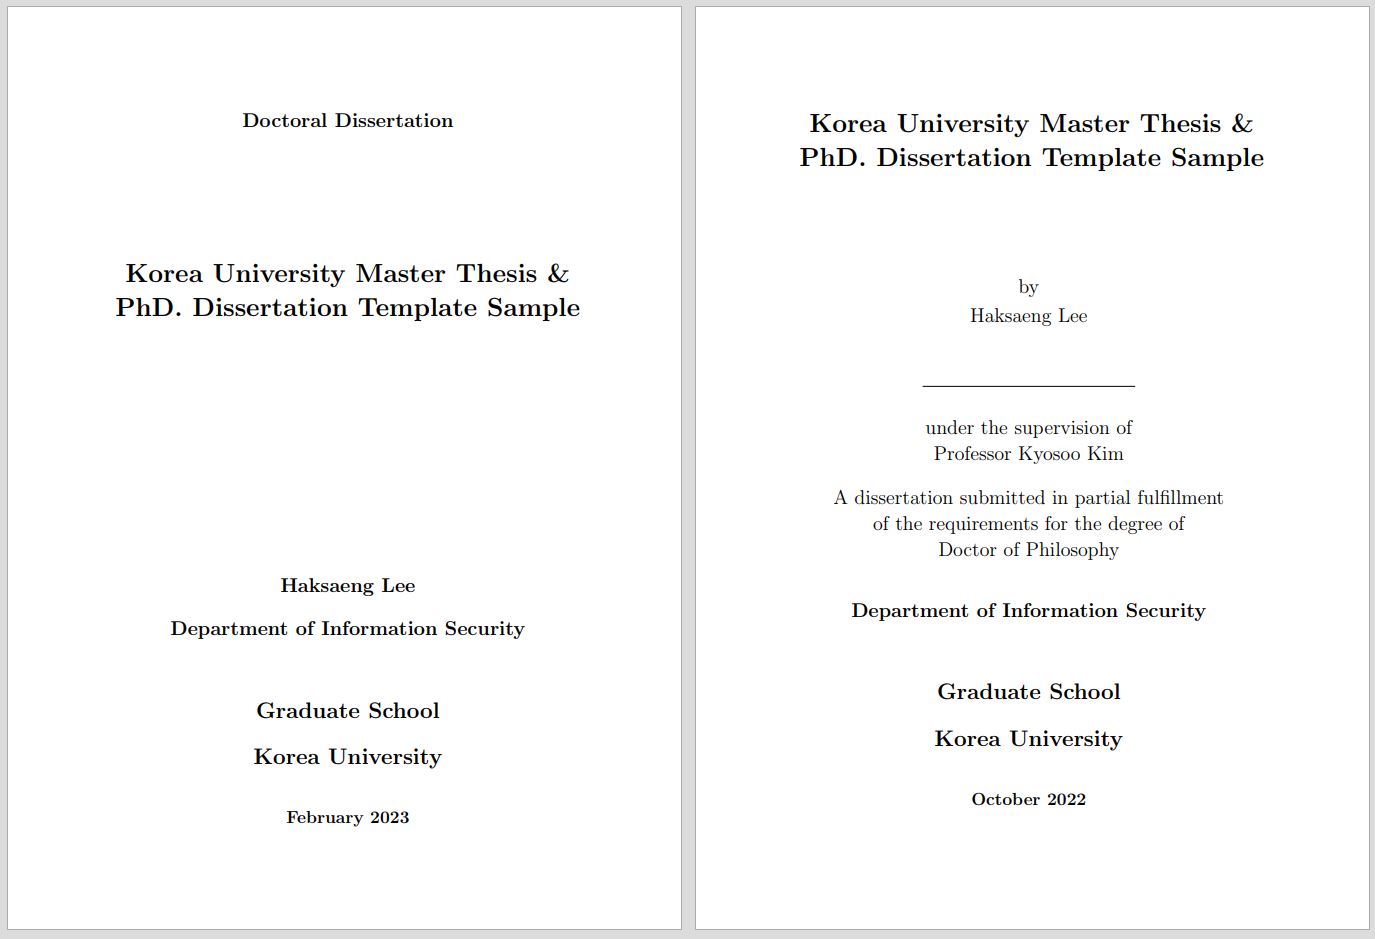 Doctoral Dissertation
Korea University Master Thesis &
PhD. Dissertation Template Sample
Haksaeng Lee
Department of Information Security
Graduate School
Korea University
February 2023
Korea University Master Thesis &
PhD. Dissertation Template Sample
by
Haksaeng Lee
under the supervision of
Professor Kyosoo Kim
A dissertation submitted in partial fulfillment
of the requirements for the degree of
Doctor of Philosophy
Department of Information Security
Graduate School
Korea University
October 2022